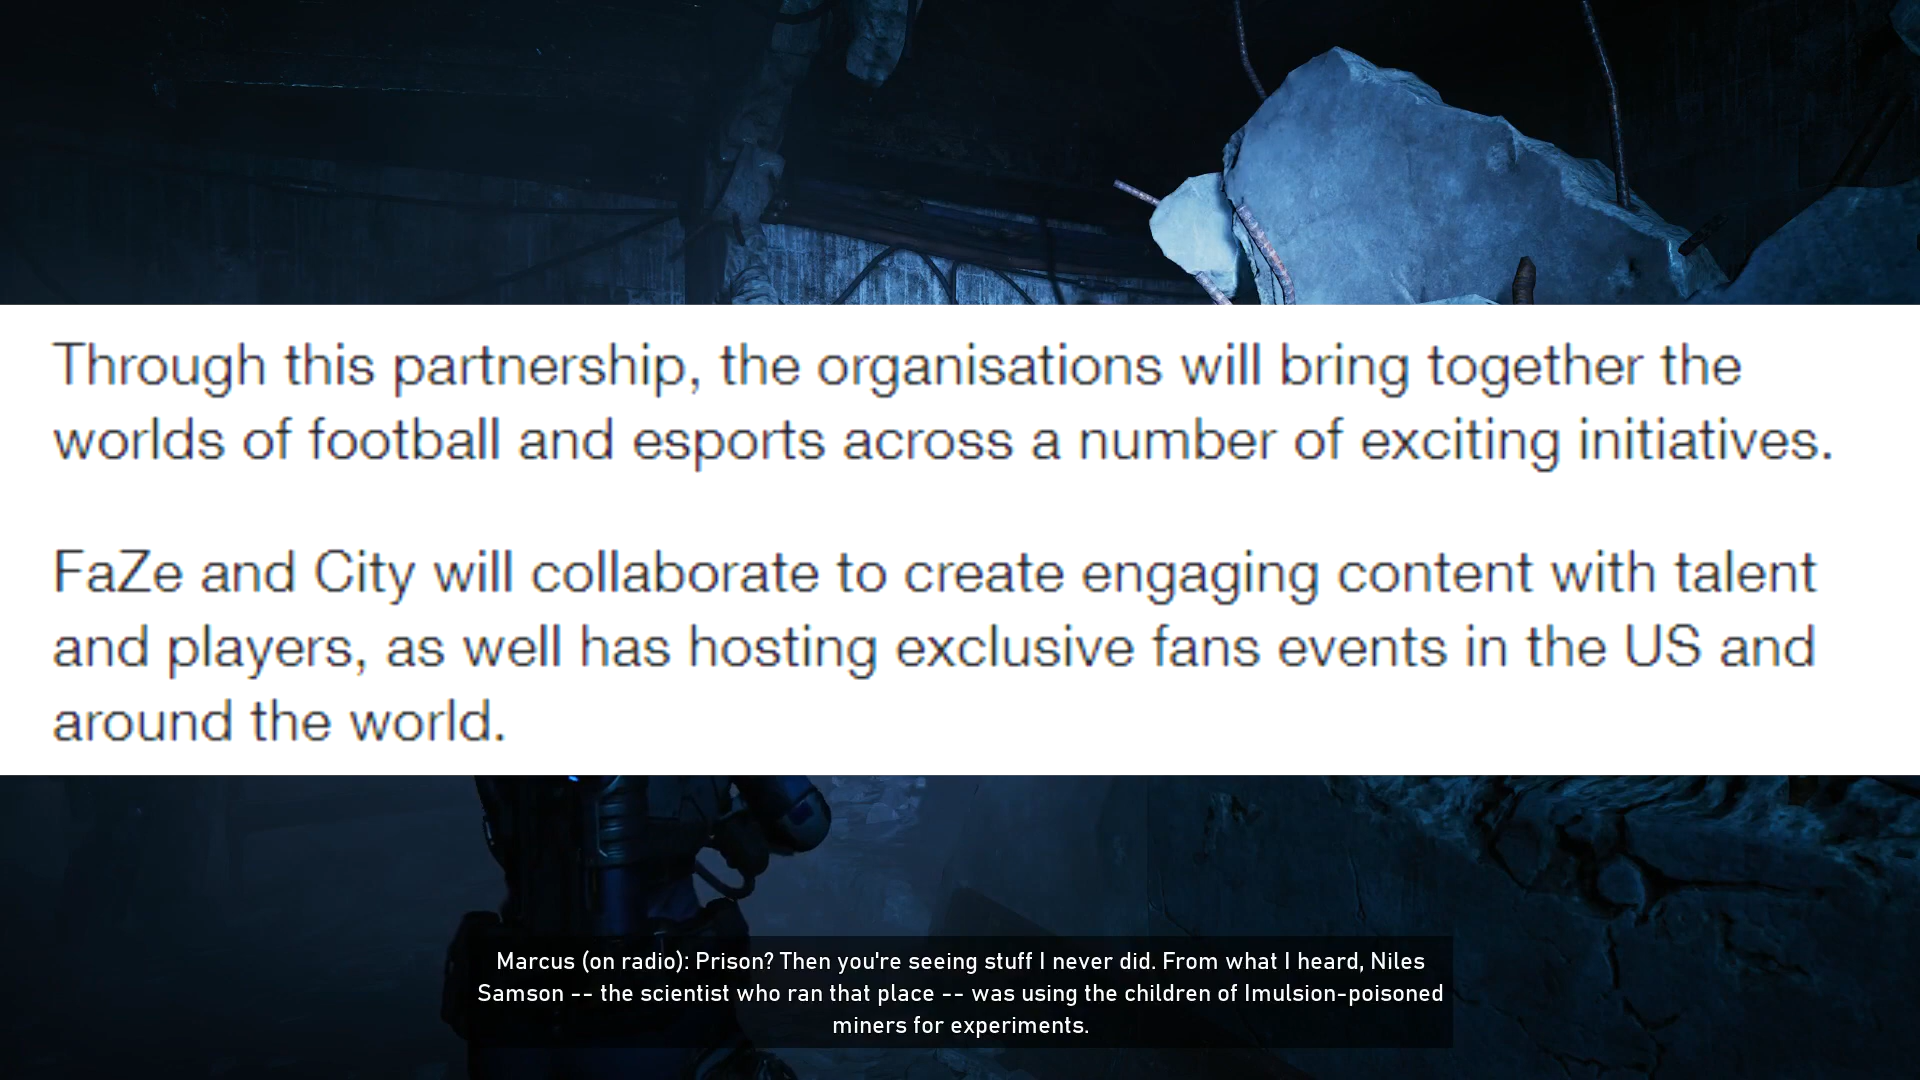 Through this partnership, the organisations will bring together the
worlds of football and esports across a number of exciting initiatives.
FaZe and City will collaborate to create engaging content with talent
and players, as well has hosting exclusive fans events in the US and
around the world.
Marcus (on radio): Prison? Then you're seeing stuff I never did. From what I heard, Niles
Samson -- the scientist who ran that place -- was using the children of Imulsion-poisoned
miners for experiments.